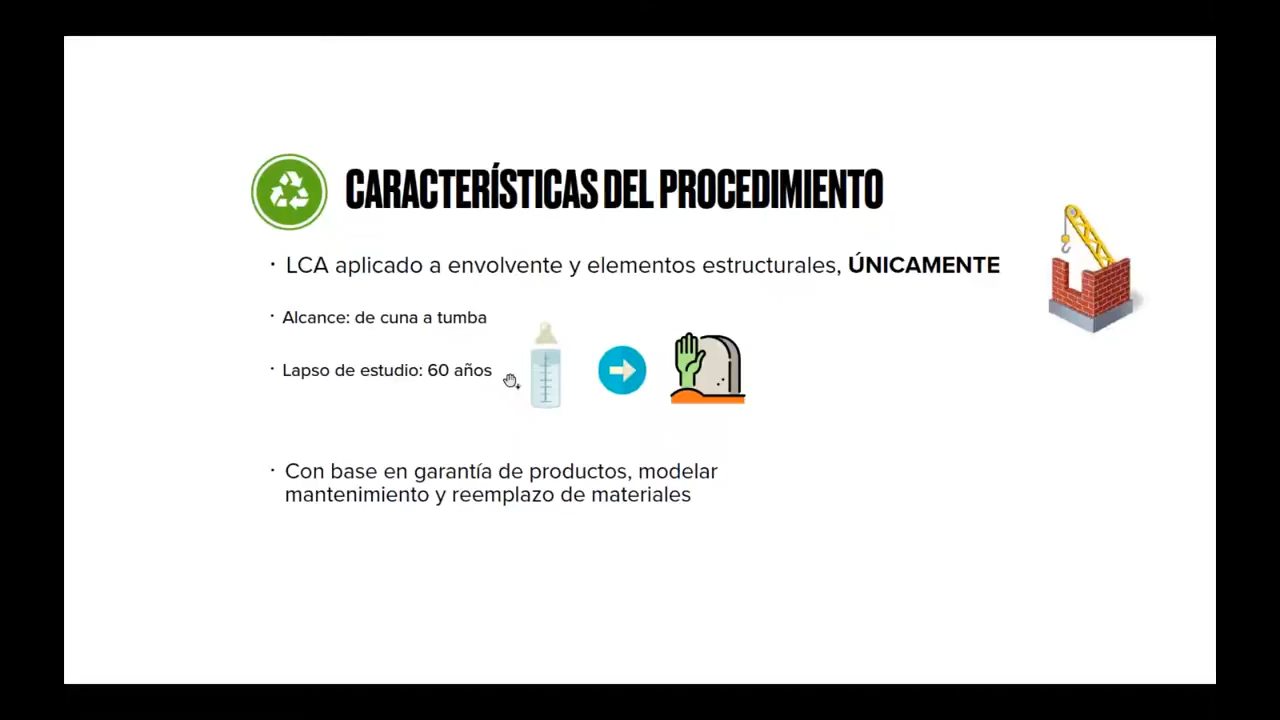 CARACTERÍSTICAS DEL PROCEDIMIENTO
· LCA aplicado a envolvente y elementos estructurales, ÚNICAMENTE
· Alcance: de cuna a tumba
· Lapso de estudio: 60 años
· Con base en garantía de productos, modelar
mantenimiento y reemplazo de materiales